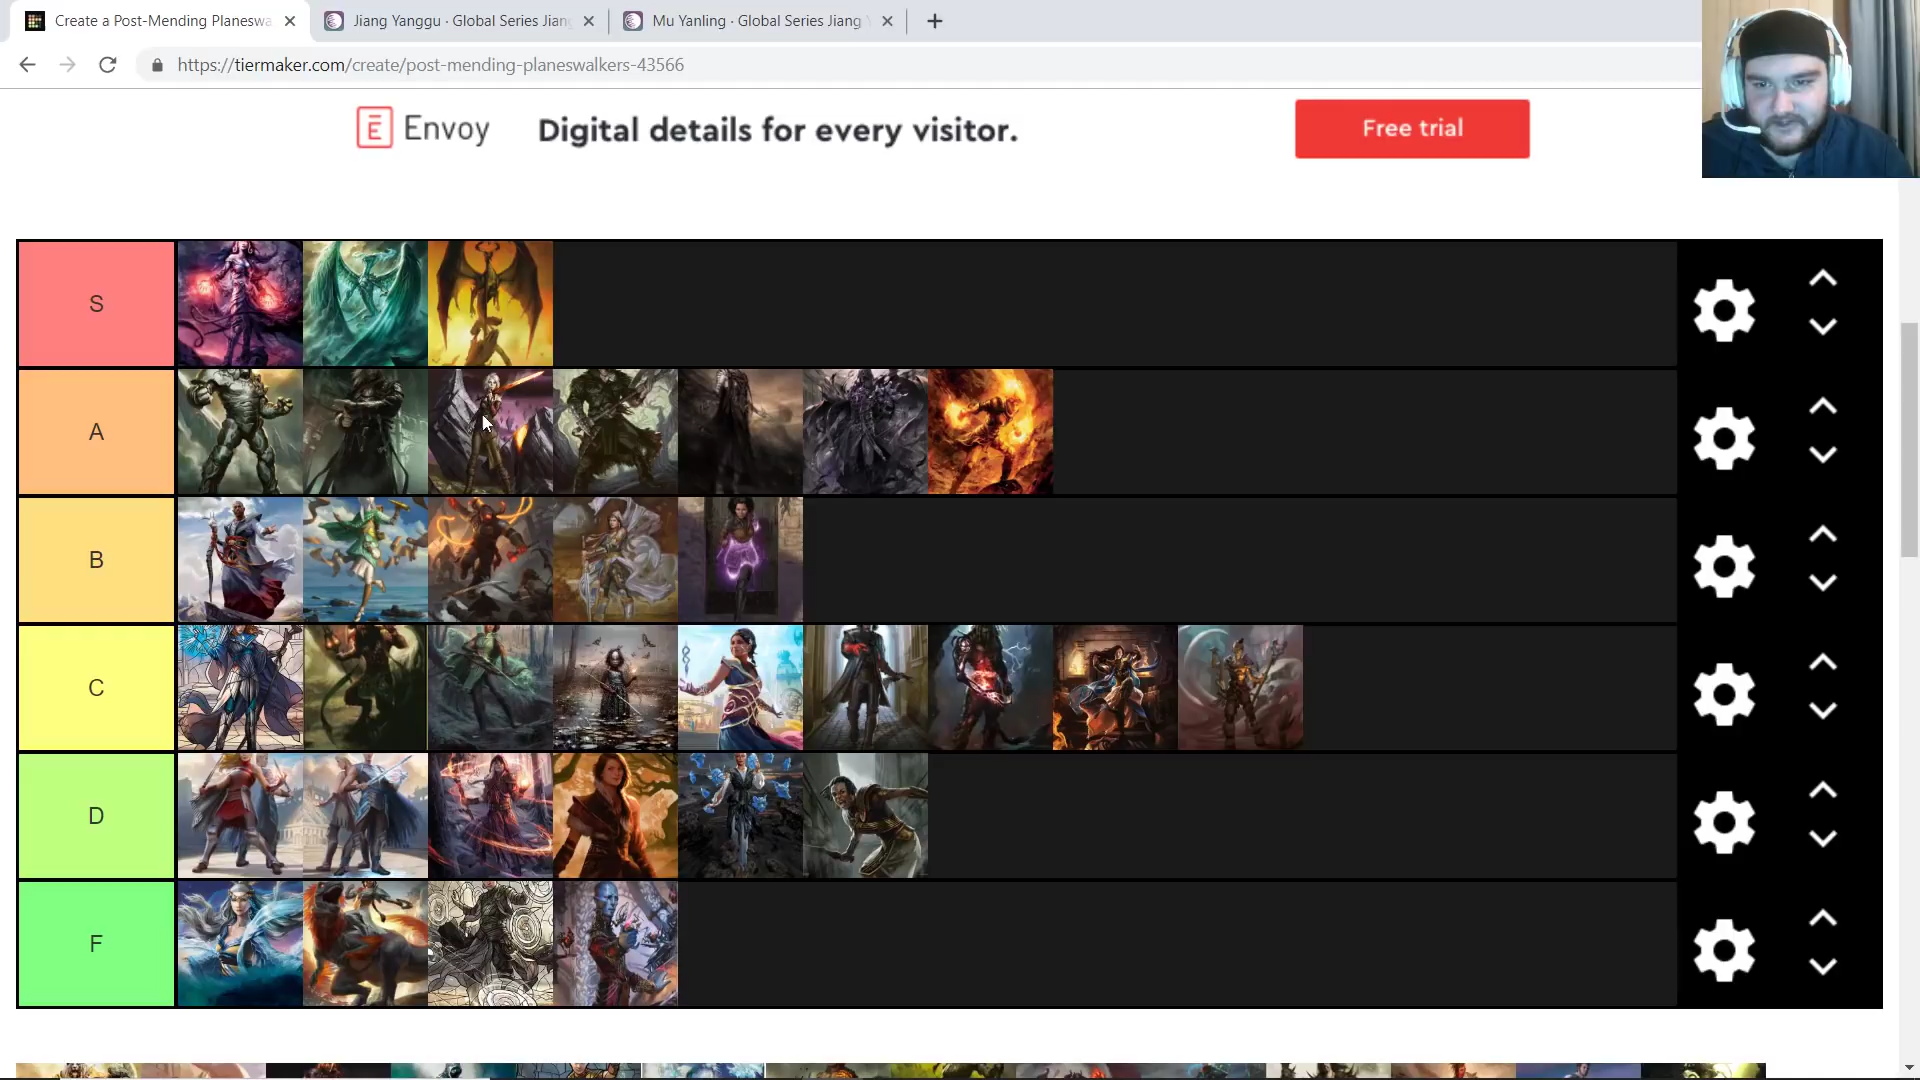 Create a Post-Mending Planeswa
Jiang Yanggu · Global Series Jiang
Mu Yanling · Global Series Jiang Y
https://tiermaker.com/create/post-mending-planeswalkers-43566
E Envoy
Digital details for every visitor.
Free trial
S
A
B
C
D
F